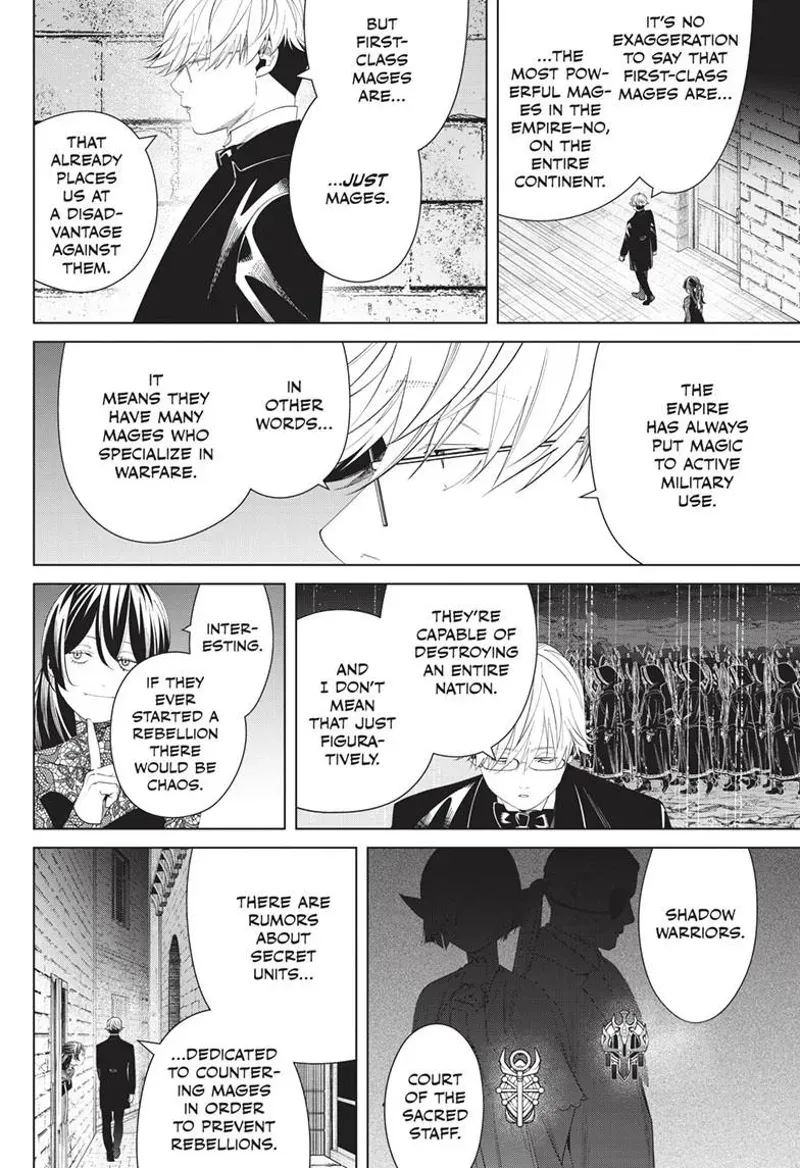 IT'S NO
EXAGGERATION
TO SAY THAT
FIRST-CLASS
MAGES ARE...
...THE
MOST POW-
ERFUL MAG-
ES IN THE
EMPIRE–NO,
ON THE
ENTIRE
CONTINENT.
BUT
FIRST-
CLASS
MAGES
ARE...
...JUST
MAGES.
THAT
ALREADY
PLACES
US AT
A DISAD-
VANTAGE
AGAINST
THEM.
THE
EMPIRE
HAS ALWAYS
PUT MAGIC
TO ACTIVE
MILITARY
USE.
IN
OTHER
WORDS...
IT
MEANS THEY
HAVE MANY
MAGES WHO
SPECIALIZE IN
WARFARE.
THEY'RE
CAPABLE OF
DESTROYING
AN ENTIRE
NATION.
AND
I DON'T
MEAN
THAT JUST
FIGURA-
TIVELY.
INTER-
ESTING.
IF THEY
EVER
STARTED A
REBELLION
THERE
WOULD BE
CHAOS.
SHADOW
WARRIORS.
COURT
OF THE
SACRED
STAFF.
THERE ARE
RUMORS
ABOUT
SECRET
UNITS...
...DEDICATED
TO COUNTER-
ING MAGES IN
ORDER TO
PREVENT
REBELLIONS.